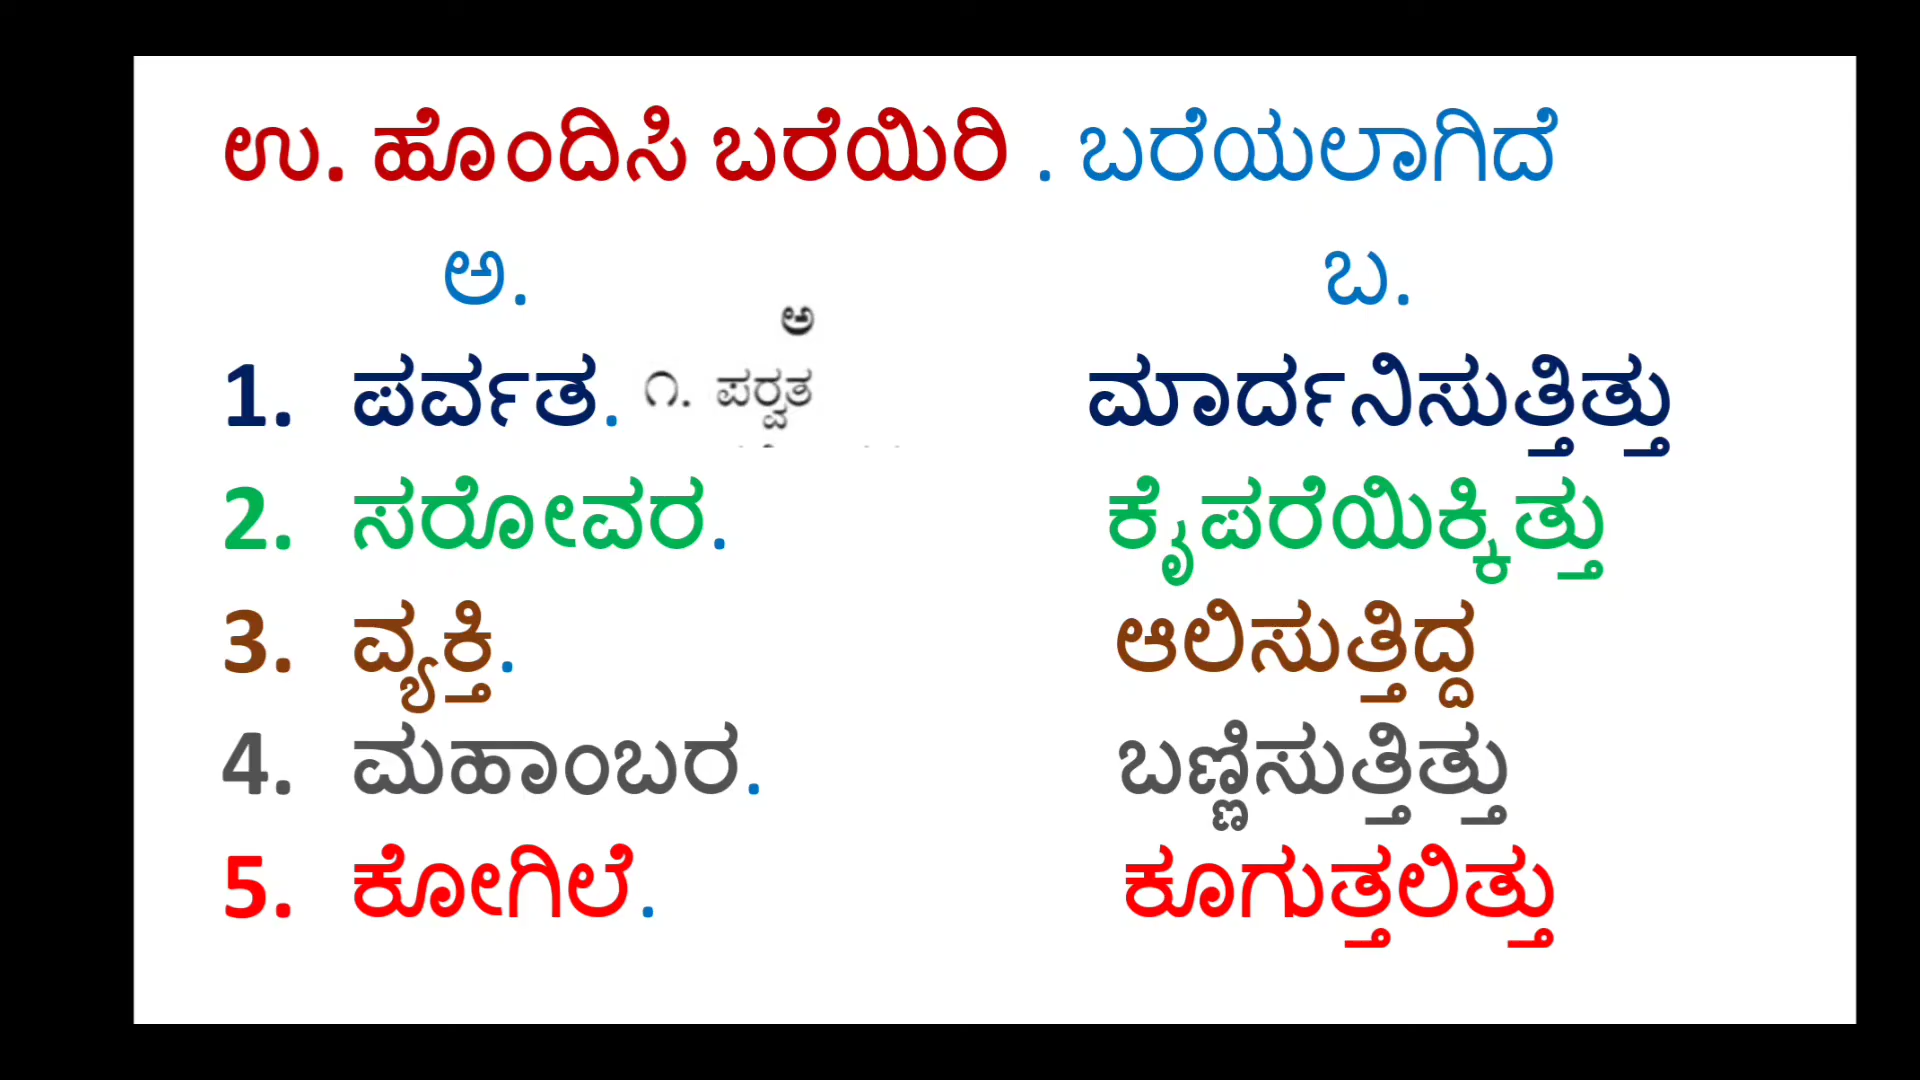 ಉ. ಹೊಂದಿಸಿ ಬರೆಯಿರಿ . ಬರೆಯಲಾಗಿದೆ
ಅ. ಬ.
ಅ
1. ಪರ್ವತ. ೧. ಪರ‍್ವತ ಮಾರ್ದನಿಸುತ್ತಿತ್ತು
2. ಸರೋವರ. ಕೈಪರೆಯಿಕ್ಕಿತ್ತು
3. ವ್ಯಕ್ತಿ. ಆಲಿಸುತ್ತಿದ್ದ
4. ಮಹಾಂಬರ. ಬಣ್ಣಿಸುತ್ತಿತ್ತು
5. ಕೋಗಿಲೆ. ಕೂಗುತ್ತಲಿತ್ತು